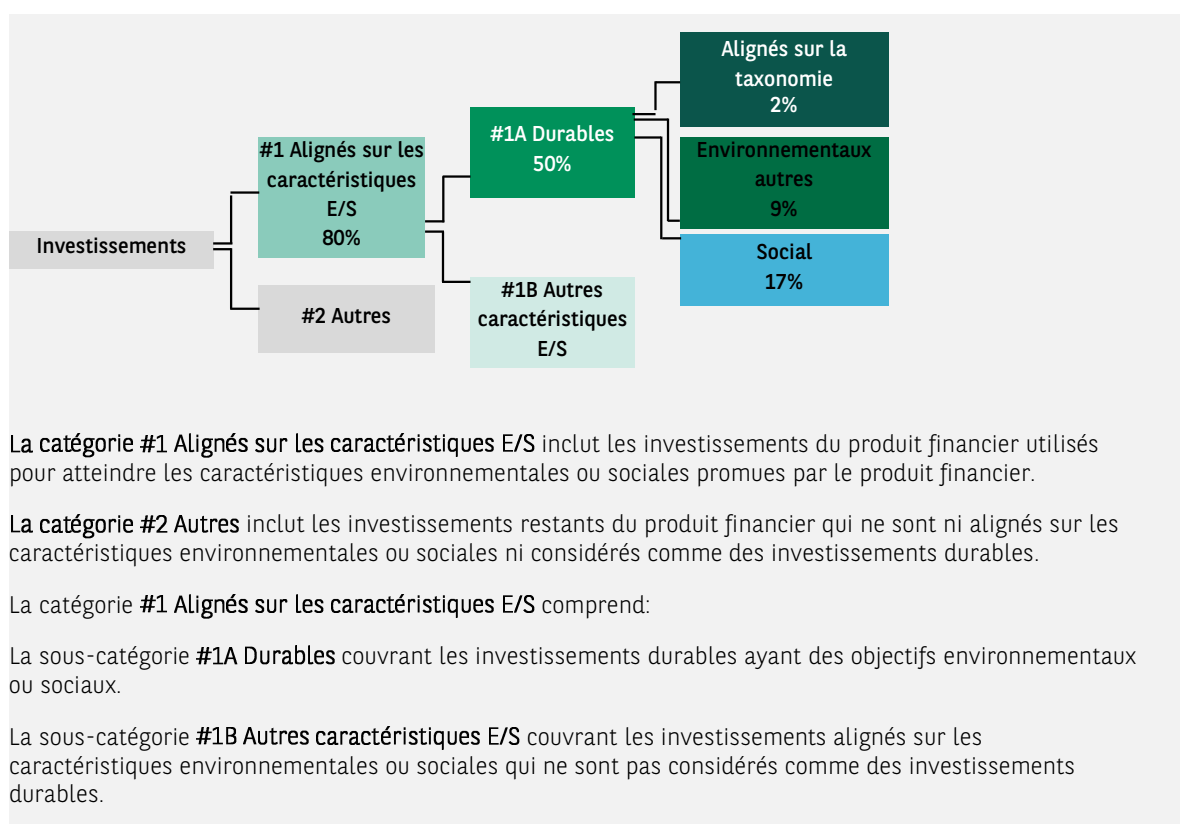 Alignés sur la
taxonomie
2%
#1A Durables
50%
#1 Alignés sur les
caractéristiques
E/S
80%
Environnementaux
autres
9%
Investissements
Social
17%
#2 Autres
#1B Autres
caractéristiques
E/S
La catégorie #1 Alignés sur les caractéristiques E/S inclut les investissements du produit financier utilisés
pour atteindre les caractéristiques environnementales ou sociales promues par le produit financier.
La catégorie #2 Autres inclut les investissements restants du produit financier qui ne sont ni alignés sur les
caractéristiques environnementales ou sociales ni considérés comme des investissements durables.
La catégorie #1 Alignés sur les caractéristiques E/S comprend:
La sous-catégorie #1A Durables couvrant les investissements durables ayant des objectifs environnementaux
ou sociaux.
La sous-catégorie #1B Autres caractéristiques E/S couvrant les investissements alignés sur les
caractéristiques environnementales ou sociales qui ne sont pas considérés comme des investissements
durables.